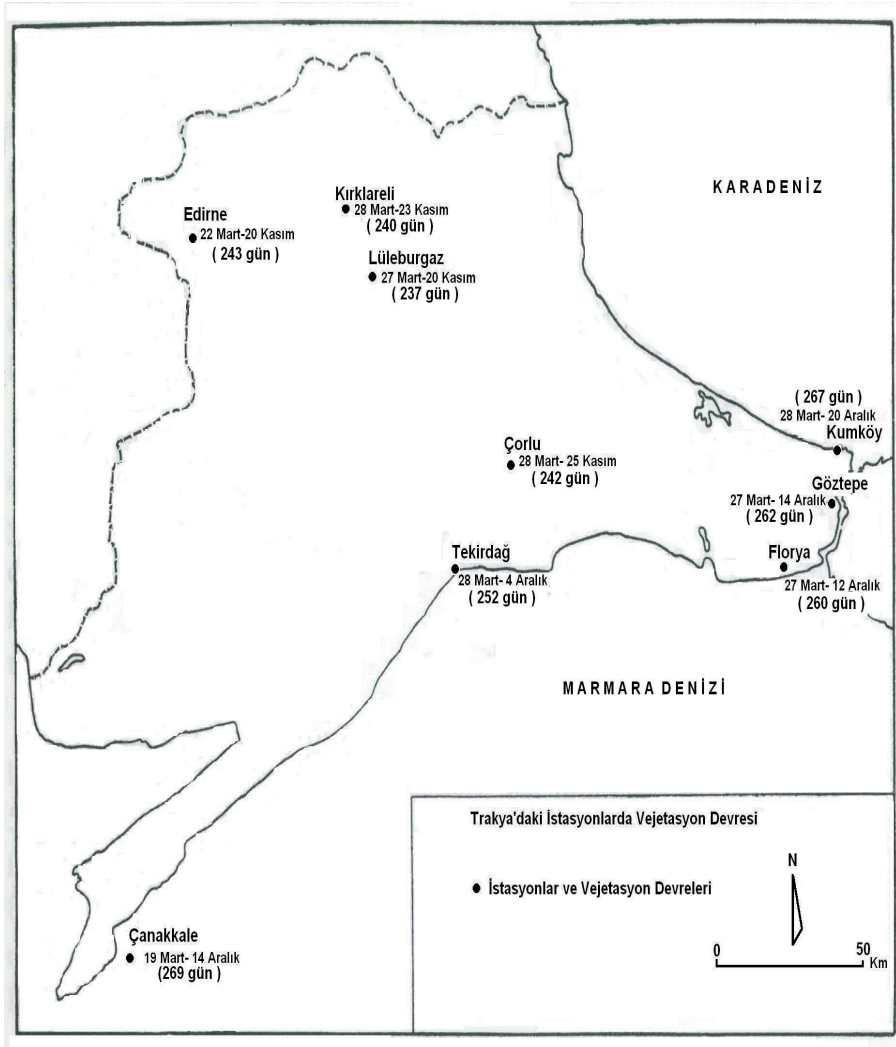 KARADENİZ
Kırklareli
28 Mart-23 Kasım
( 240 gün )
Edirne
22 Mart-20 Kasım
( 243 gün )
Lüleburgaz
27 Mart-20 Kasım
( 237 gün )
( 267 gün )
28 Mart- 20 Aralık
Kumköy
Çorlu
28 Mart- 25 Kasım
( 242 gün )
Göztepe
27 Mart- 14 Aralık
( 262 gün )
Tekirdağ
28 Mart- 4 Aralık
( 252 gün )
Florya
27 Mart- 12 Aralık
( 260 gün )
MARMARA DENİZİ
Trakya'daki İstasyonlarda Vejetasyon Devresi
İstasyonlar ve Vejetasyon Devreleri
N
0 50
Km
Çanakkale
19 Mart- 14 Aralık
(269 gün )